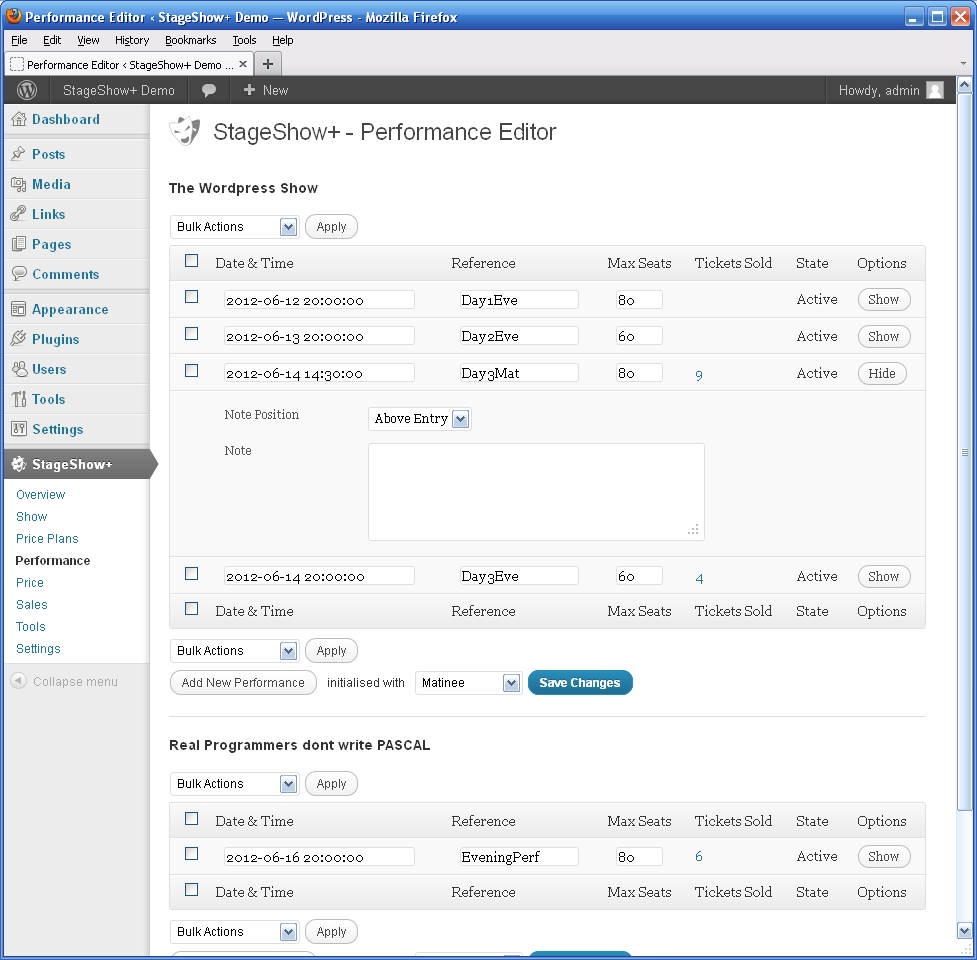 Performance Editor ‹ StageShow+ Demo — WordPress - Mozilla Firefox
File Edit View History Bookmarks Tools Help
Performance Editor ‹ StageShow+ Demo ...
StageShow+ Demo New Howdy, admin
Dashboard
Posts
Media
Links
Pages
Comments
Appearance
Plugins
Users
Tools
Settings
StageShow+
Overview
Show
Price Plans
Performance
Price
Sales
Tools
Settings
Collapse menu
StageShow+ - Performance Editor
The Wordpress Show
Bulk Actions Apply
Date & Time Reference Max Seats Tickets Sold State Options
2012-06-12 20:00:00 Day1Eve 80 Active Show
2012-06-13 20:00:00 Day2Eve 60 Active Show
2012-06-14 14:30:00 Day3Mat 80 9 Active Hide
Note Position Above Entry
Note
2012-06-14 20:00:00 Day3Eve 60 4 Active Show
Date & Time Reference Max Seats Tickets Sold State Options
Bulk Actions Apply
Add New Performance initialised with Matinee Save Changes
Real Programmers dont write PASCAL
Bulk Actions Apply
Date & Time Reference Max Seats Tickets Sold State Options
2012-06-16 20:00:00 EveningPerf 80 6 Active Show
Date & Time Reference Max Seats Tickets Sold State Options
Bulk Actions Apply